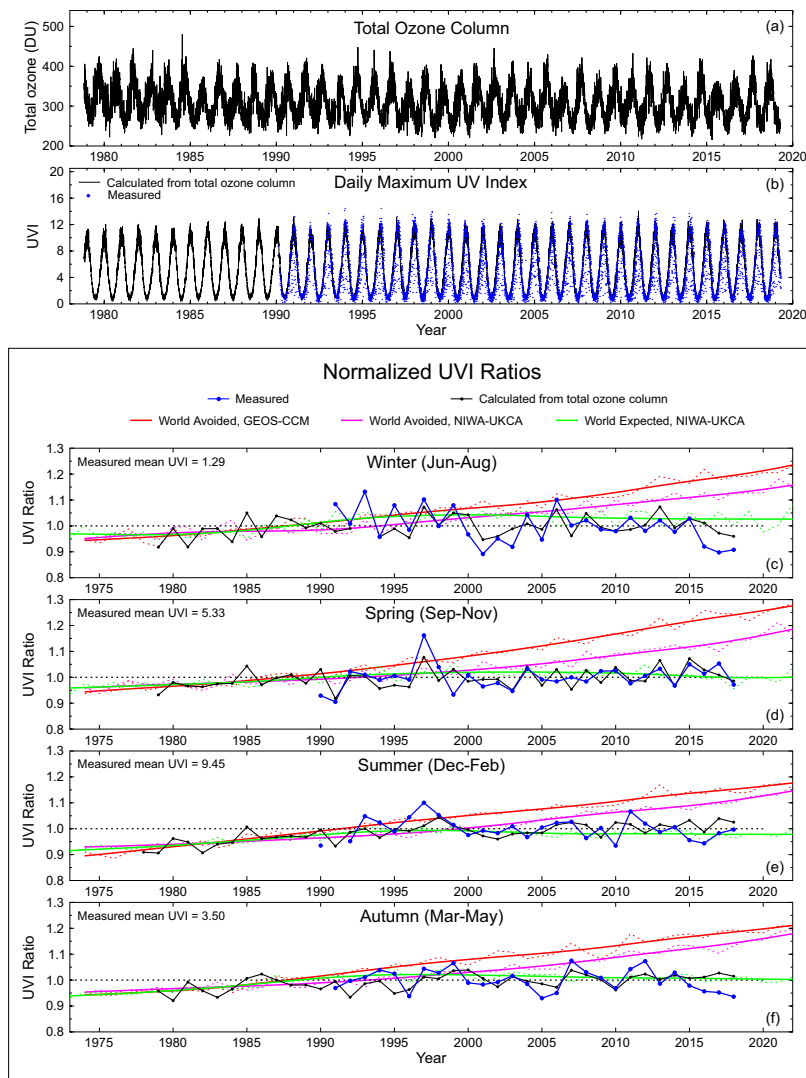 Total Ozone Column
(a)
Total ozone (DU)
500
400
300
200
1980 1985 1990 1995 2000 2005 2010 2015 2020
Daily Maximum UV Index
(b)
Calculated from total ozone column
Measured
UVI
20
16
12
8
4
0
1980 1985 1990 1995 2000 2005 2010 2015 2020
Year
Normalized UVI Ratios
Measured
Calculated from total ozone column
World Avoided, GEOS-CCM
World Avoided, NIWA-UKCA
World Expected, NIWA-UKCA
Measured mean UVI = 1.29
Winter (Jun-Aug)
(c)
UVI Ratio
1.3
1.2
1.1
1.0
0.9
0.8
1975 1980 1985 1990 1995 2000 2005 2010 2015 2020
Measured mean UVI = 5.33
Spring (Sep-Nov)
(d)
UVI Ratio
1.3
1.2
1.1
1.0
0.9
0.8
1975 1980 1985 1990 1995 2000 2005 2010 2015 2020
Measured mean UVI = 9.45
Summer (Dec-Feb)
(e)
UVI Ratio
1.3
1.2
1.1
1.0
0.9
0.8
1975 1980 1985 1990 1995 2000 2005 2010 2015 2020
Measured mean UVI = 3.50
Autumn (Mar-May)
(f)
UVI Ratio
1.3
1.2
1.1
1.0
0.9
0.8
1975 1980 1985 1990 1995 2000 2005 2010 2015 2020
Year